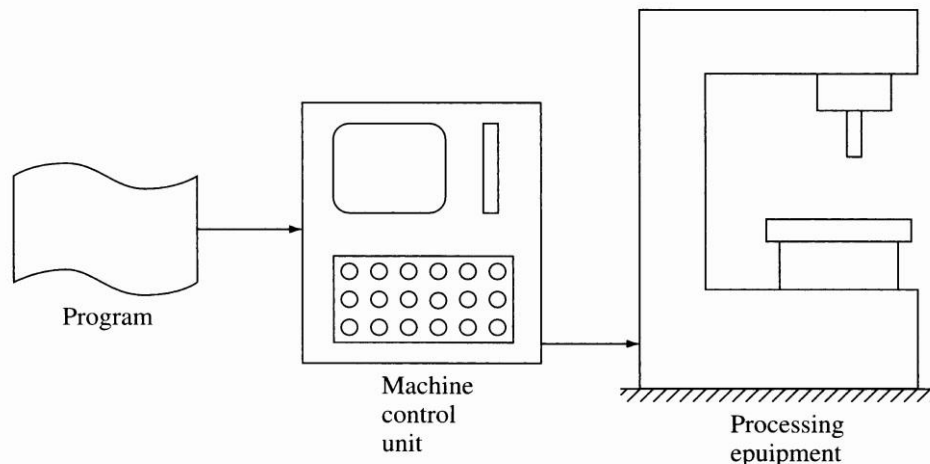 Program
Machine
control
unit
Processing
epuipment